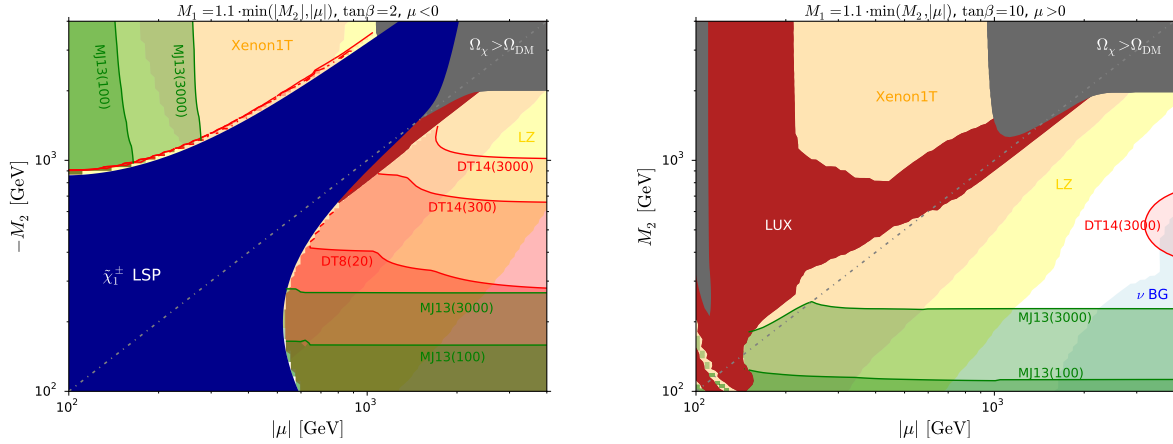 M₁ = 1.1 · min(|M₂|,|μ|), tanβ=2, μ<0
MJ13(100)
MJ13(3000)
Xenon1T
Ω_χ>Ω_DM
LZ
DT14(3000)
DT14(300)
DT8(20)
MJ13(3000)
MJ13(100)
χ̃₁^± LSP
10²
10³
10²
10³
−M₂ [GeV]
|μ| [GeV]
M₁ = 1.1 · min(M₂,|μ|), tanβ=10, μ>0
Xenon1T
Ω_χ>Ω_DM
LZ
LUX
DT14(3000)
ν BG
MJ13(3000)
MJ13(100)
10³
10²
10²
10³
M₂ [GeV]
|μ| [GeV]